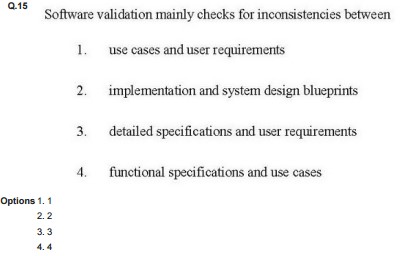 Q.15 Software validation mainly checks for inconsistencies between
1. use cases and user requirements
2. implementation and system design blueprints
3. detailed specifications and user requirements
4. functional specifications and use cases
Options 1. 1
2. 2
3. 3
4. 4